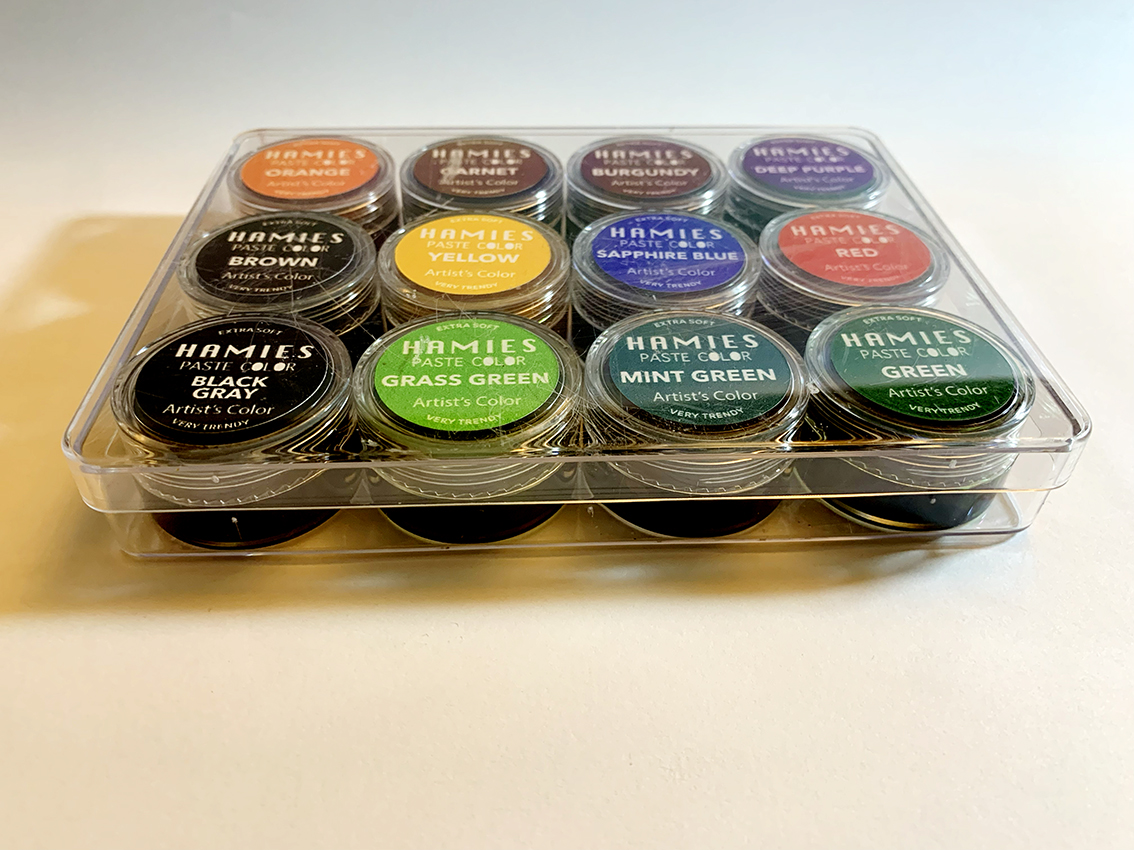 HAMIES
PASTE COLOR
ORANGE
Artist's Color
VERY TRENDY
HAMIES
PASTE COLOR
GARNET
Artist's Color
HAMIES
PASTE COLOR
BURGUNDY
Artist's Color
VERY TRENDY
HAMIES
PASTE COLOR
DEEP PURPLE
Artist's Color
VERY TRENDY
EXTRA SOFT
HAMIES
PASTE COLOR
BROWN
Artist's Color
VERY TRENDY
EXTRA SOFT
HAMIES
PASTE COLOR
YELLOW
Artist's Color
VERY TRENDY
EXTRA SOFT
HAMIES
PASTE COLOR
SAPPHIRE BLUE
Artist's Color
VERY TRENDY
EXTRA SOFT
HAMIES
PASTE COLOR
RED
Artist's Color
VERY TRENDY
EXTRA SOFT
HAMIES
PASTE COLOR
BLACK
GRAY
Artist's Color
VERY TRENDY
EXTRA SOFT
HAMIES
PASTE COLOR
GRASS GREEN
Artist's Color
VERY TRENDY
EXTRA SOFT
HAMIES
PASTE COLOR
MINT GREEN
Artist's Color
VERY TRENDY
EXTRA SOFT
HAMIES
PASTE COLOR
GREEN
Artist's Color
VERY TRENDY